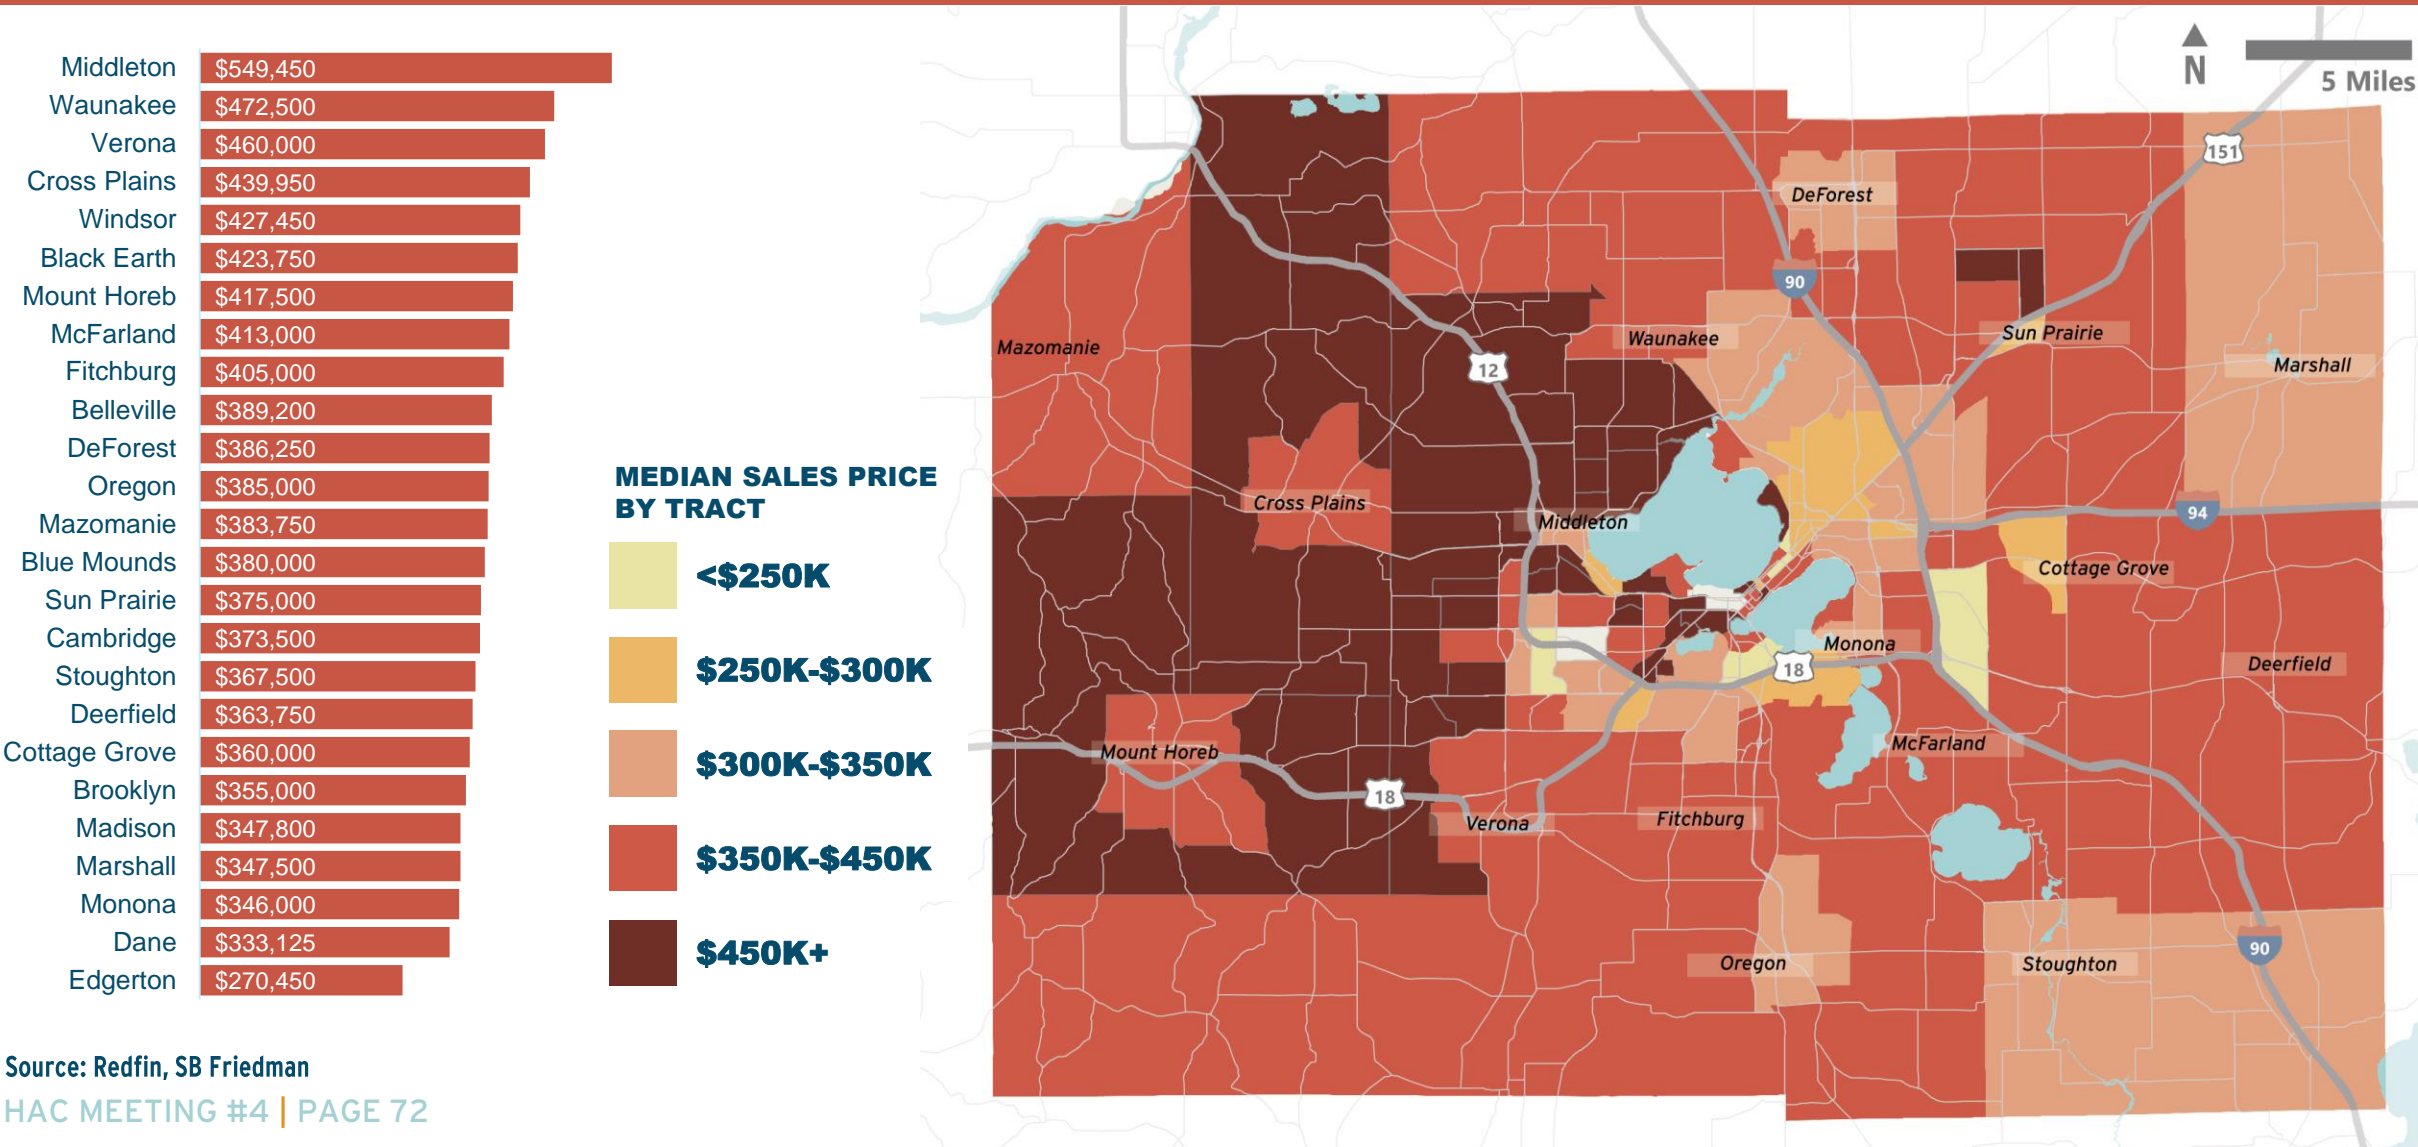 Middleton $549,450
Waunakee $472,500
Verona $460,000
Cross Plains $439,950
Windsor $427,450
Black Earth $423,750
Mount Horeb $417,500
McFarland $413,000
Fitchburg $405,000
Belleville $389,200
DeForest $386,250
Oregon $385,000
Mazomanie $383,750
Blue Mounds $380,000
Sun Prairie $375,000
Cambridge $373,500
Stoughton $367,500
Deerfield $363,750
Cottage Grove $360,000
Brooklyn $355,000
Madison $347,800
Marshall $347,500
Monona $346,000
Dane $333,125
Edgerton $270,450
Source: Redfin, SB Friedman
HAC MEETING #4 | PAGE 72
MEDIAN SALES PRICE
BY TRACT
<$250K
$250K-$300K
$300K-$350K
$350K-$450K
$450K+
N
5 Miles
151
DeForest
90
Sun Prairie
Waunakee
Mazomanie
Marshall
12
Cross Plains
Middleton
94
Cottage Grove
Monona
18
Deerfield
McFarland
Mount Horeb
18
Verona
Fitchburg
90
Oregon
Stoughton